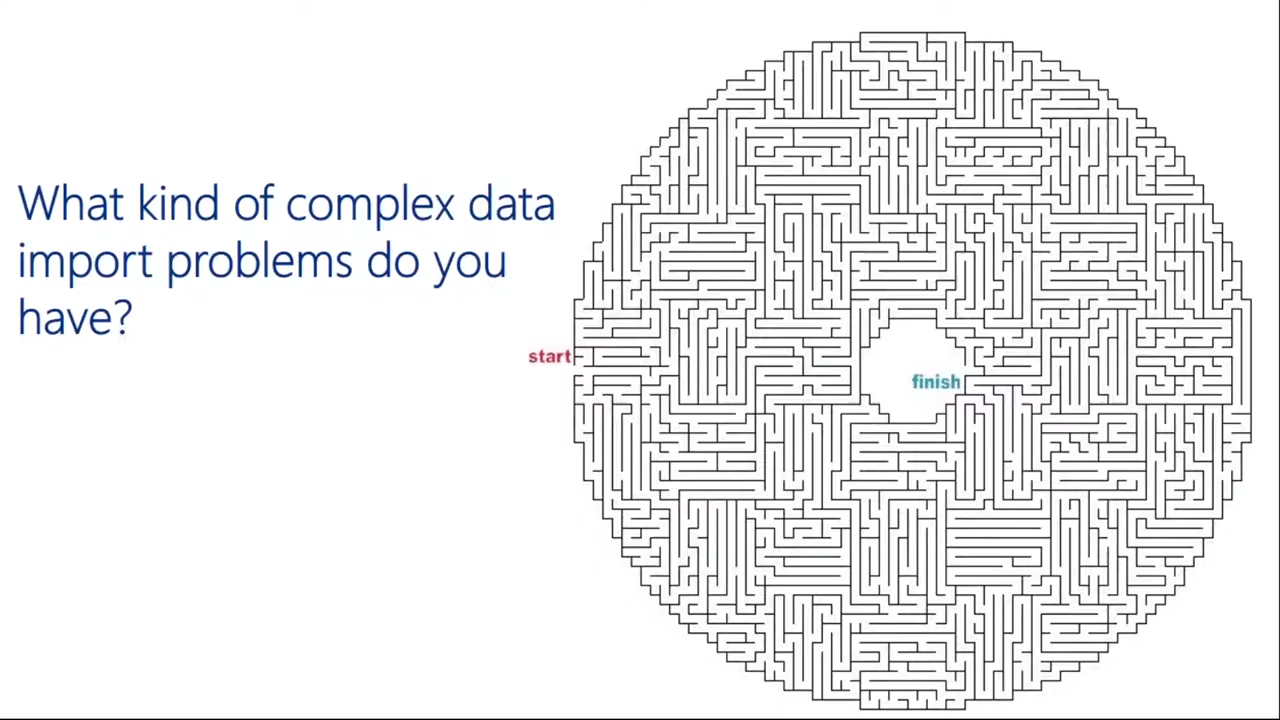 What kind of complex data
import problems do you
have?
start
finish